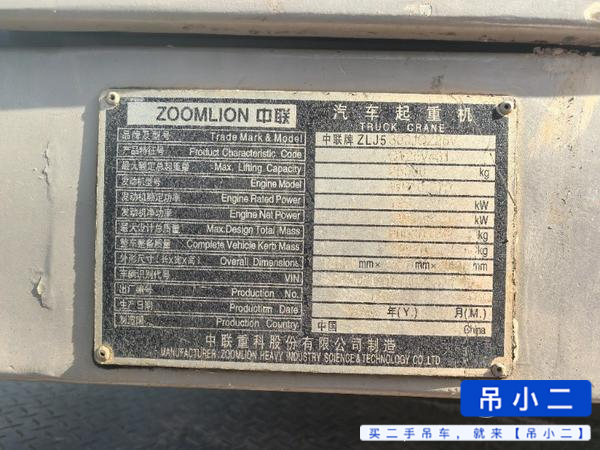 ZOOMLION 中联 汽车起重机
TRUCK CRANE
品牌及型号 Trade Mark & Model 中联牌 ZLJ5
产品特征号 Product Characteristic Code
最大额定总起重量 Max. Lifting Capacity kg
发动机型号 Engine Model
发动机额定功率 Engine Rated Power kW
发动机净功率 Engine Net Power kW
最大设计总质量 Max.Design Total Mass kg
整车整备质量 Complete Vehicle Kerb Mass kg
外形尺寸(长×宽×高) Overall Dimensions mm× mm× mm
车辆识别代号 VIN
出厂编号 Production No.
生产日期 Production Date 年(Y.) 月(M.)
制造国 Production Country 中国 China
中联重科股份有限公司制造
MANUFACTURER: ZOOMLION HEAVY INDUSTRY SCIENCE&TECHNOLOGY CO.,LTD
吊小二
买二手吊车，就来【吊小二】